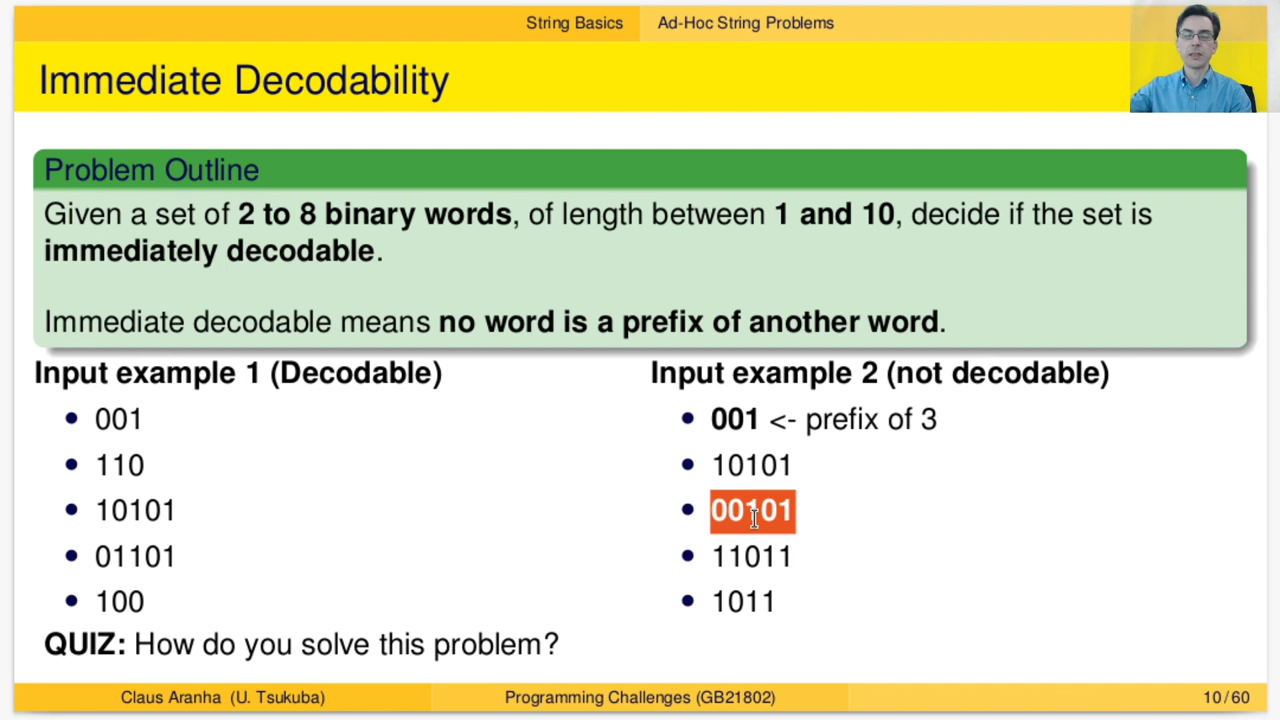 String Basics Ad-Hoc String Problems
Immediate Decodability
Problem Outline
Given a set of 2 to 8 binary words, of length between 1 and 10, decide if the set is
immediately decodable.
Immediate decodable means no word is a prefix of another word.
Input example 1 (Decodable)
• 001
• 110
• 10101
• 01101
• 100
Input example 2 (not decodable)
• 001 <- prefix of 3
• 10101
• 00101
• 11011
• 1011
QUIZ: How do you solve this problem?
Claus Aranha (U. Tsukuba) Programming Challenges (GB21802) 10 / 60